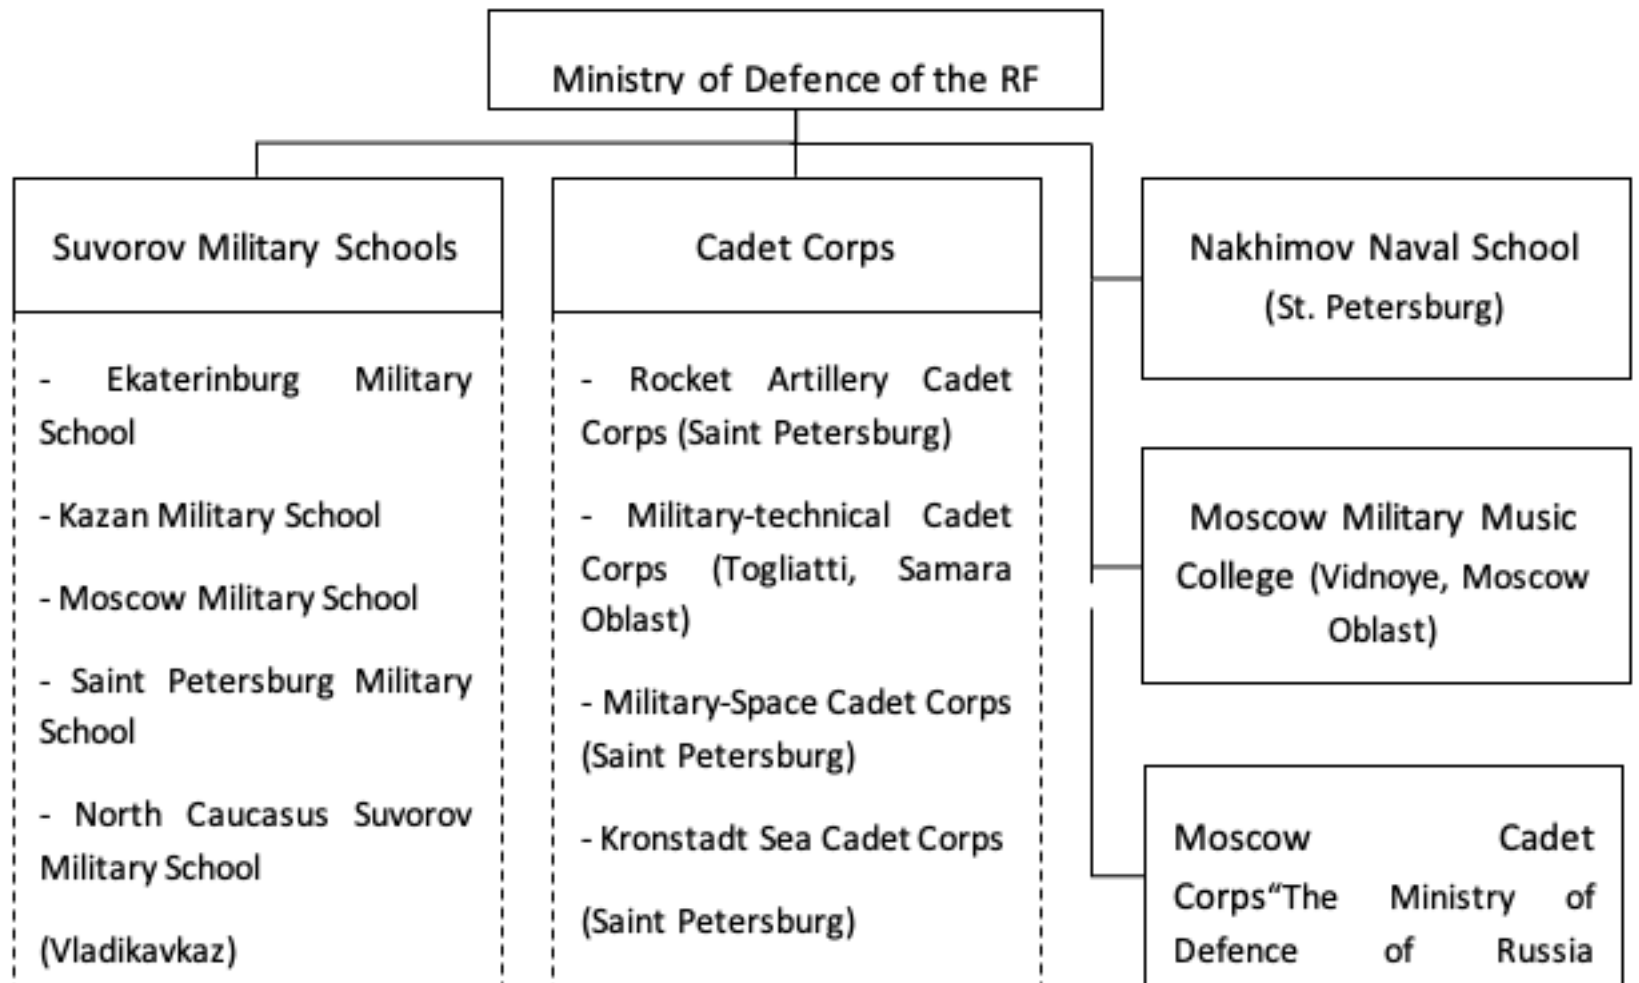 Ministry of Defence of the RF
Suvorov Military Schools
- Ekaterinburg Military
School
- Kazan Military School
- Moscow Military School
- Saint Petersburg Military
School
- North Caucasus Suvorov
Military School
(Vladikavkaz)
Cadet Corps
- Rocket Artillery Cadet
Corps (Saint Petersburg)
- Military-technical Cadet
Corps (Togliatti, Samara
Oblast)
- Military-Space Cadet Corps
(Saint Petersburg)
- Kronstadt Sea Cadet Corps
(Saint Petersburg)
Nakhimov Naval School
(St. Petersburg)
Moscow Military Music
College (Vidnoye, Moscow
Oblast)
Moscow Cadet
Corps“The Ministry of
Defence of Russia